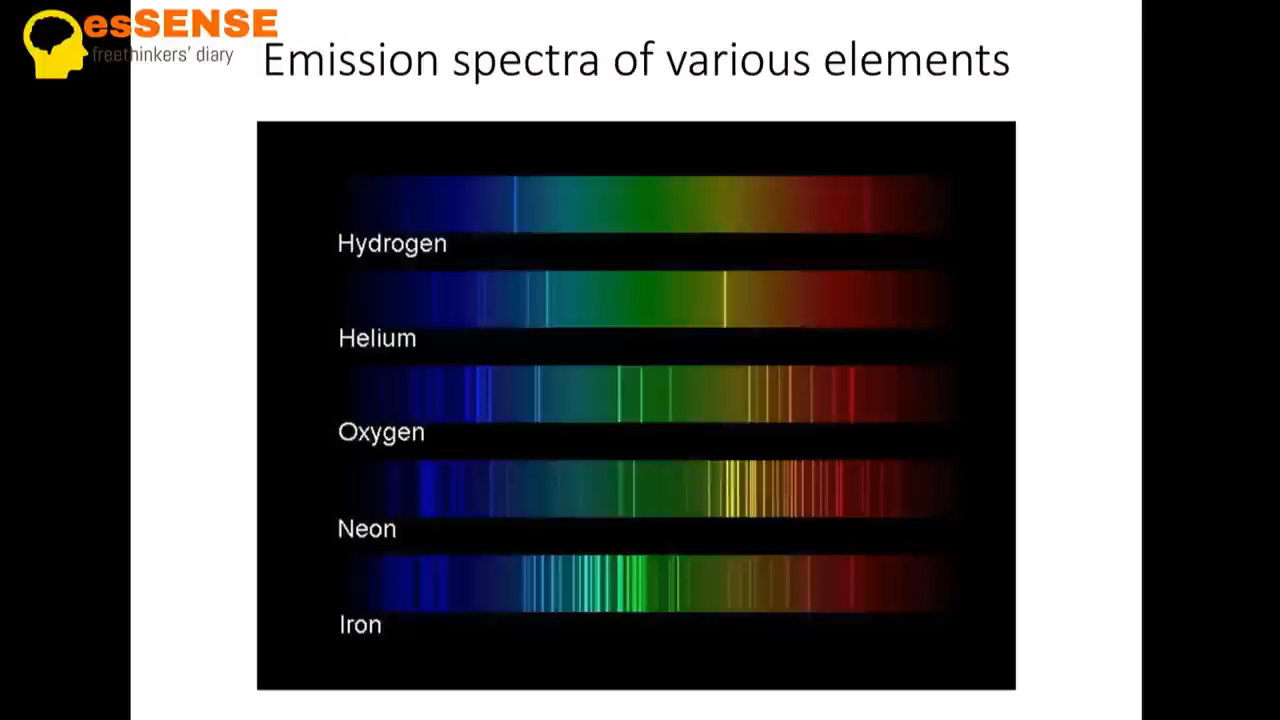 esSENSE
freethinkers' diary
Emission spectra of various elements
Hydrogen
Helium
Oxygen
Neon
Iron